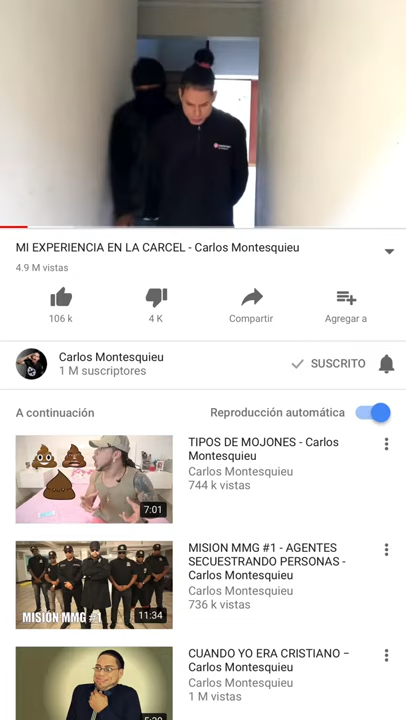 MI EXPERIENCIA EN LA CARCEL - Carlos Montesquieu
4.9 M vistas
106 k
4 K
Compartir
Agregar a
Carlos Montesquieu
1 M suscriptores
SUSCRITO
A continuación
Reproducción automática
7:01
TIPOS DE MOJONES - Carlos
Montesquieu
Carlos Montesquieu
744 k vistas
MISIÓN MMG #1
11:34
MISION MMG #1 - AGENTES
SECUESTRANDO PERSONAS -
Carlos Montesquieu
Carlos Montesquieu
736 k vistas
CUANDO YO ERA CRISTIANO –
Carlos Montesquieu
Carlos Montesquieu
1 M vistas